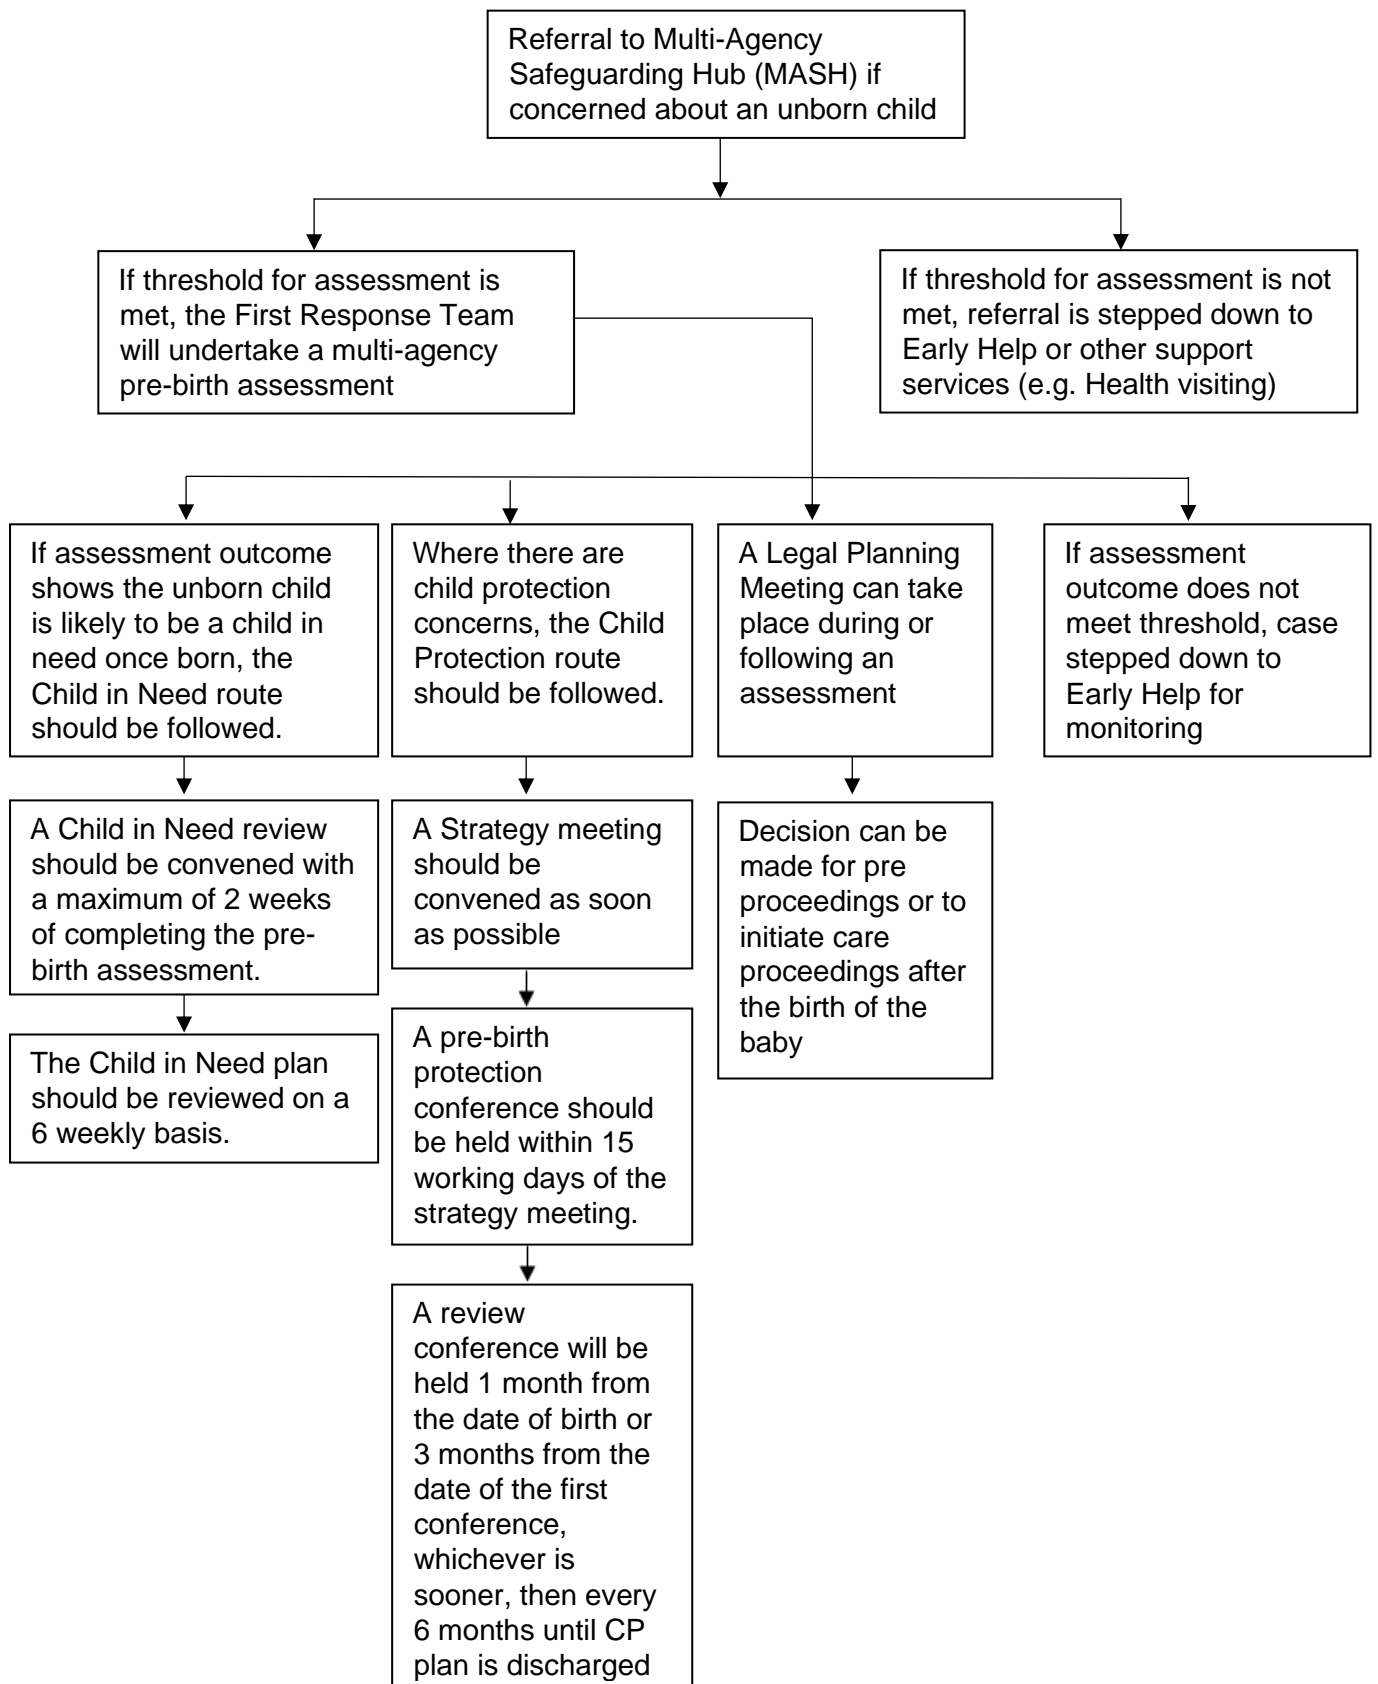 Referral to Multi-Agency
Safeguarding Hub (MASH) if
concerned about an unborn child
If threshold for assessment is
met, the First Response Team
will undertake a multi-agency
pre-birth assessment
If threshold for assessment is not
met, referral is stepped down to
Early Help or other support
services (e.g. Health visiting)
If assessment outcome
shows the unborn child
is likely to be a child in
need once born, the
Child in Need route
should be followed.
Where there are
child protection
concerns, the Child
Protection route
should be followed.
A Legal Planning
Meeting can take
place during or
following an
assessment
If assessment
outcome does not
meet threshold, case
stepped down to
Early Help for
monitoring
A Child in Need review
should be convened with
a maximum of 2 weeks
of completing the pre-
birth assessment.
A Strategy meeting
should be
convened as soon
as possible
Decision can be
made for pre
proceedings or to
initiate care
proceedings after
the birth of the
baby
The Child in Need plan
should be reviewed on a
6 weekly basis.
A pre-birth
protection
conference should
be held within 15
working days of the
strategy meeting.
A review
conference will be
held 1 month from
the date of birth or
3 months from the
date of the first
conference,
whichever is
sooner, then every
6 months until CP
plan is discharged